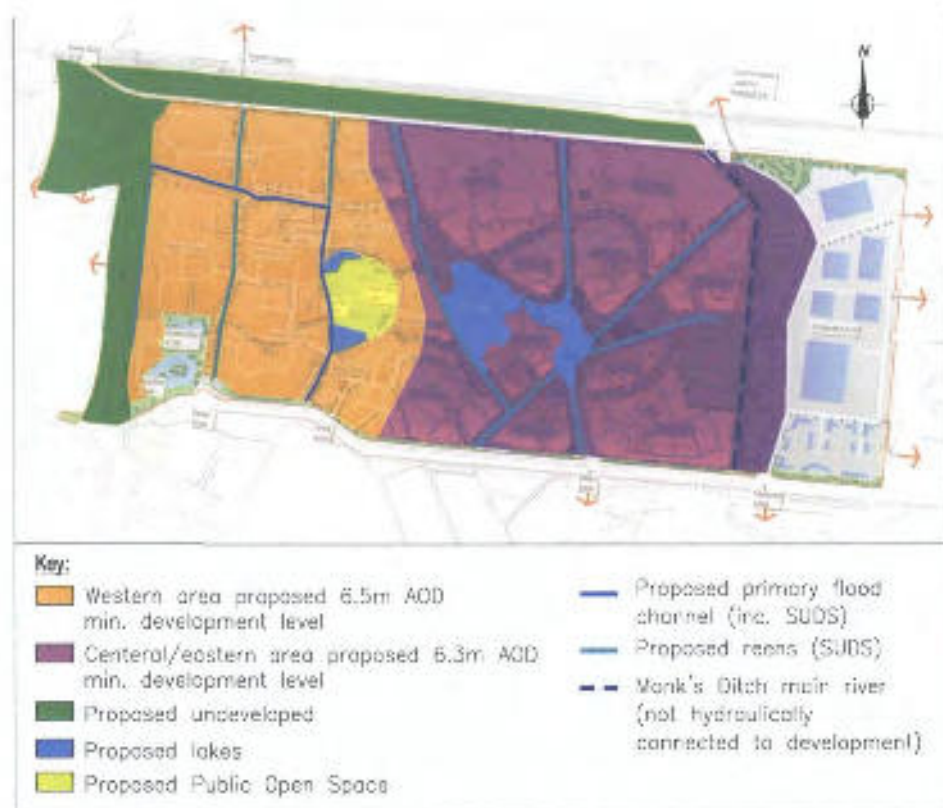 N
Key:
Western area proposed 6.5m AOD
min. development level
Centeral/eastern area proposed 6.3m AOD
min. development level
Proposed undeveloped
Proposed lakes
Proposed Public Open Space
Proposed primary flood
channel (inc. SUDS)
Proposed reens (SUDS)
Monk's Ditch main river
(not hydraulically
connected to development)